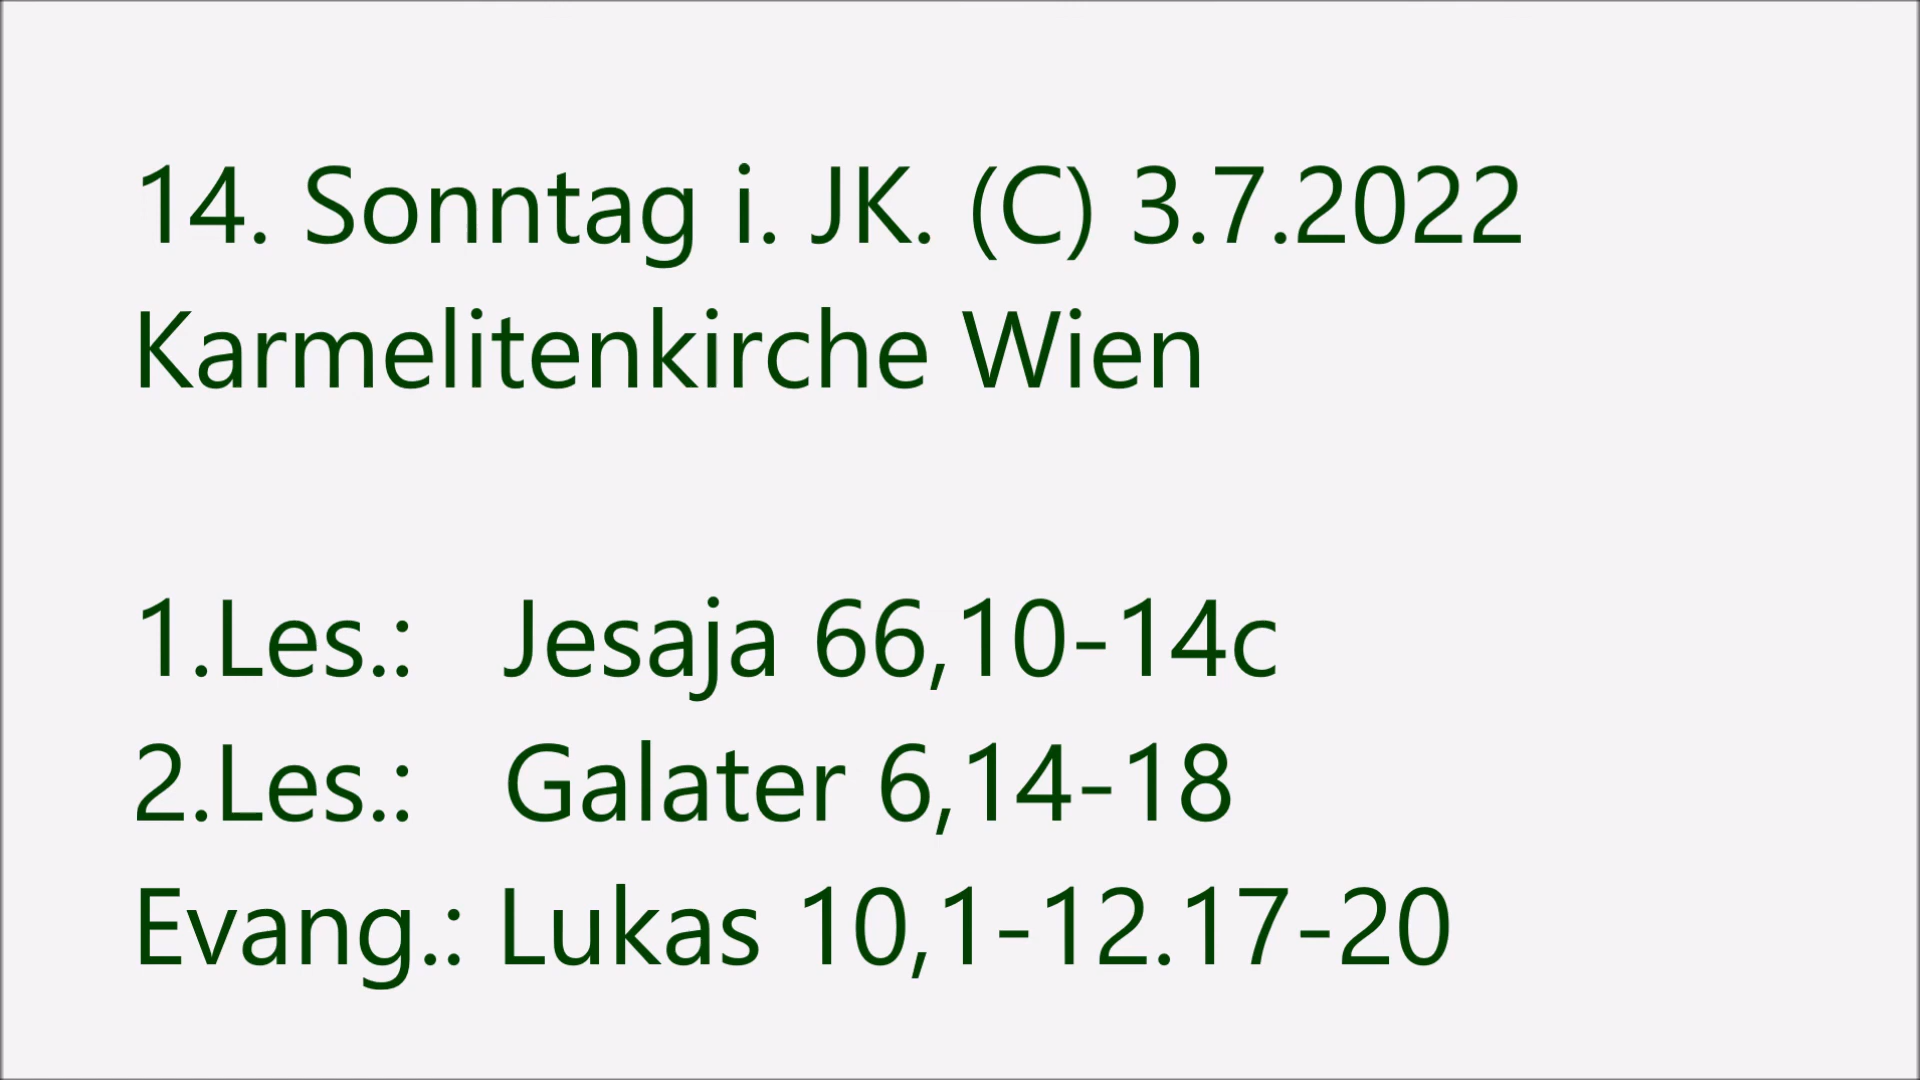 14. Sonntag i. JK. (C) 3.7.2022
Karmelitenkirche Wien
1.Les.: Jesaja 66,10-14c
2.Les.: Galater 6,14-18
Evang.: Lukas 10,1-12.17-20